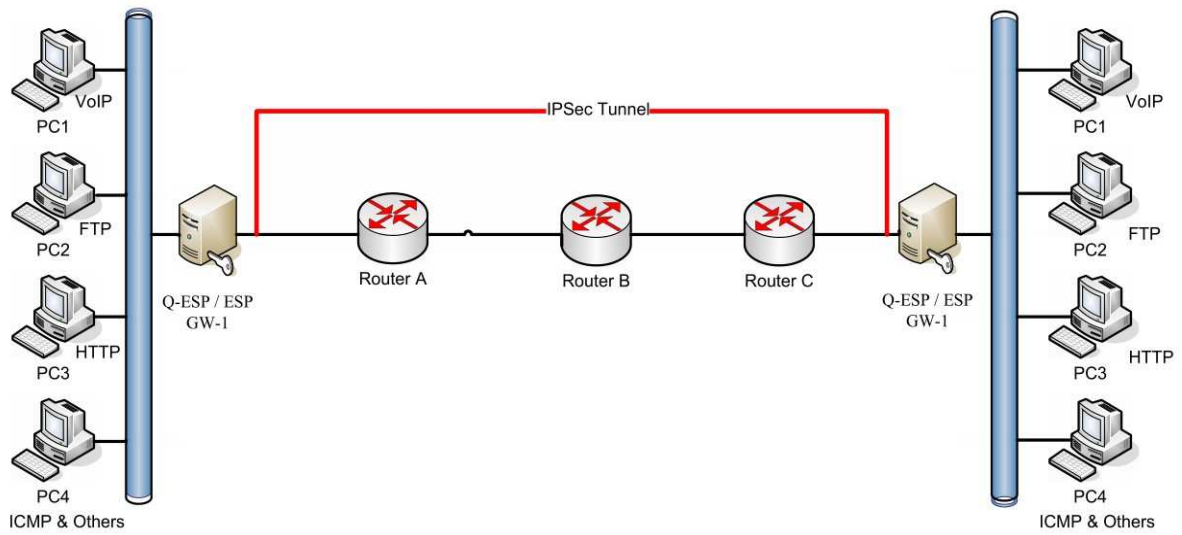 VoIP
PC1
FTP
PC2
HTTP
PC3
PC4
ICMP & Others
Q-ESP / ESP
GW-1
IPSec Tunnel
Router A
Router B
Router C
Q-ESP / ESP
GW-1
VoIP
PC1
FTP
PC2
HTTP
PC3
PC4
ICMP & Others